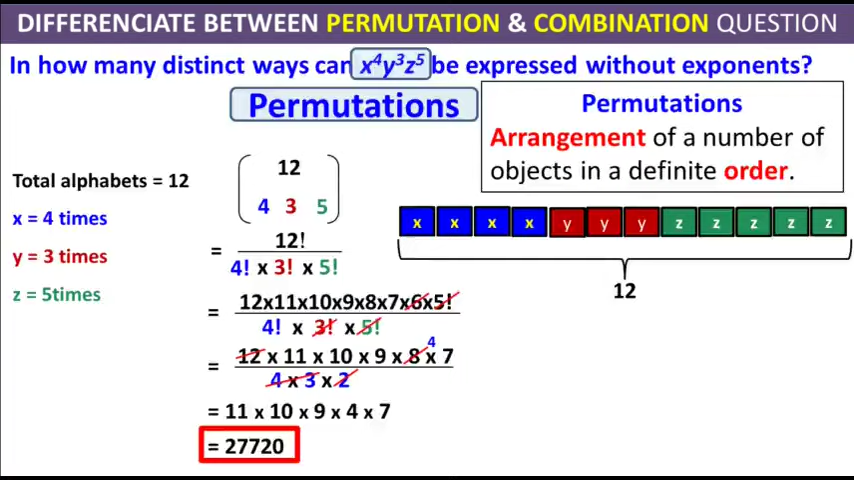 DIFFERENCIATE BETWEEN PERMUTATION & COMBINATION QUESTION
In how many distinct ways can x⁴y³z⁵ be expressed without exponents?
Permutations
Permutations
Arrangement of a number of
objects in a definite order.
Total alphabets = 12
x = 4 times
y = 3 times
z = 5times
12
4 3 5
= 12!
4! x 3! x 5!
= 12x11x10x9x8x7x6x5!
4! x 3! x 5!
4
= 12 x 11 x 10 x 9 x 8 x 7
4 x 3 x 2
= 11 x 10 x 9 x 4 x 7
= 27720
x x x x y y y z z z z z
12